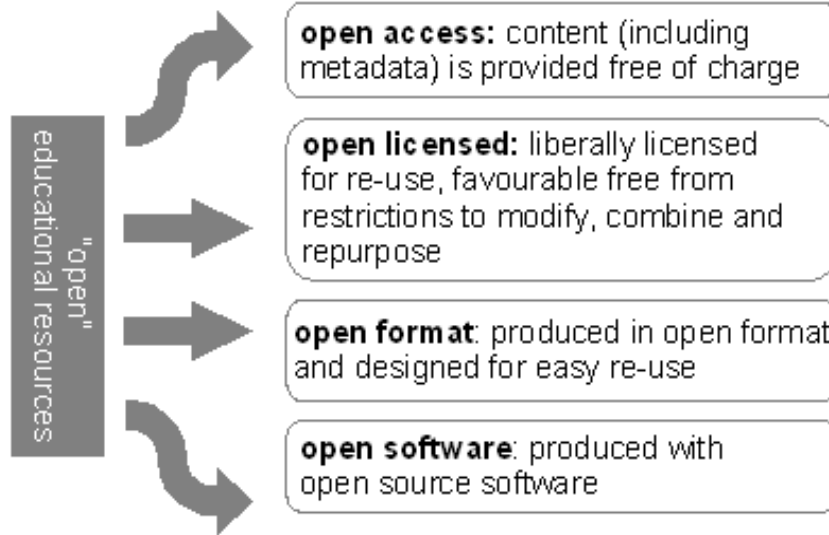 "open"
educational resources
open access: content (including
metadata) is provided free of charge
open licensed: liberally licensed
for re-use, favourable free from
restrictions to modify, combine and
repurpose
open format: produced in open format
and designed for easy re-use
open software: produced with
open source software